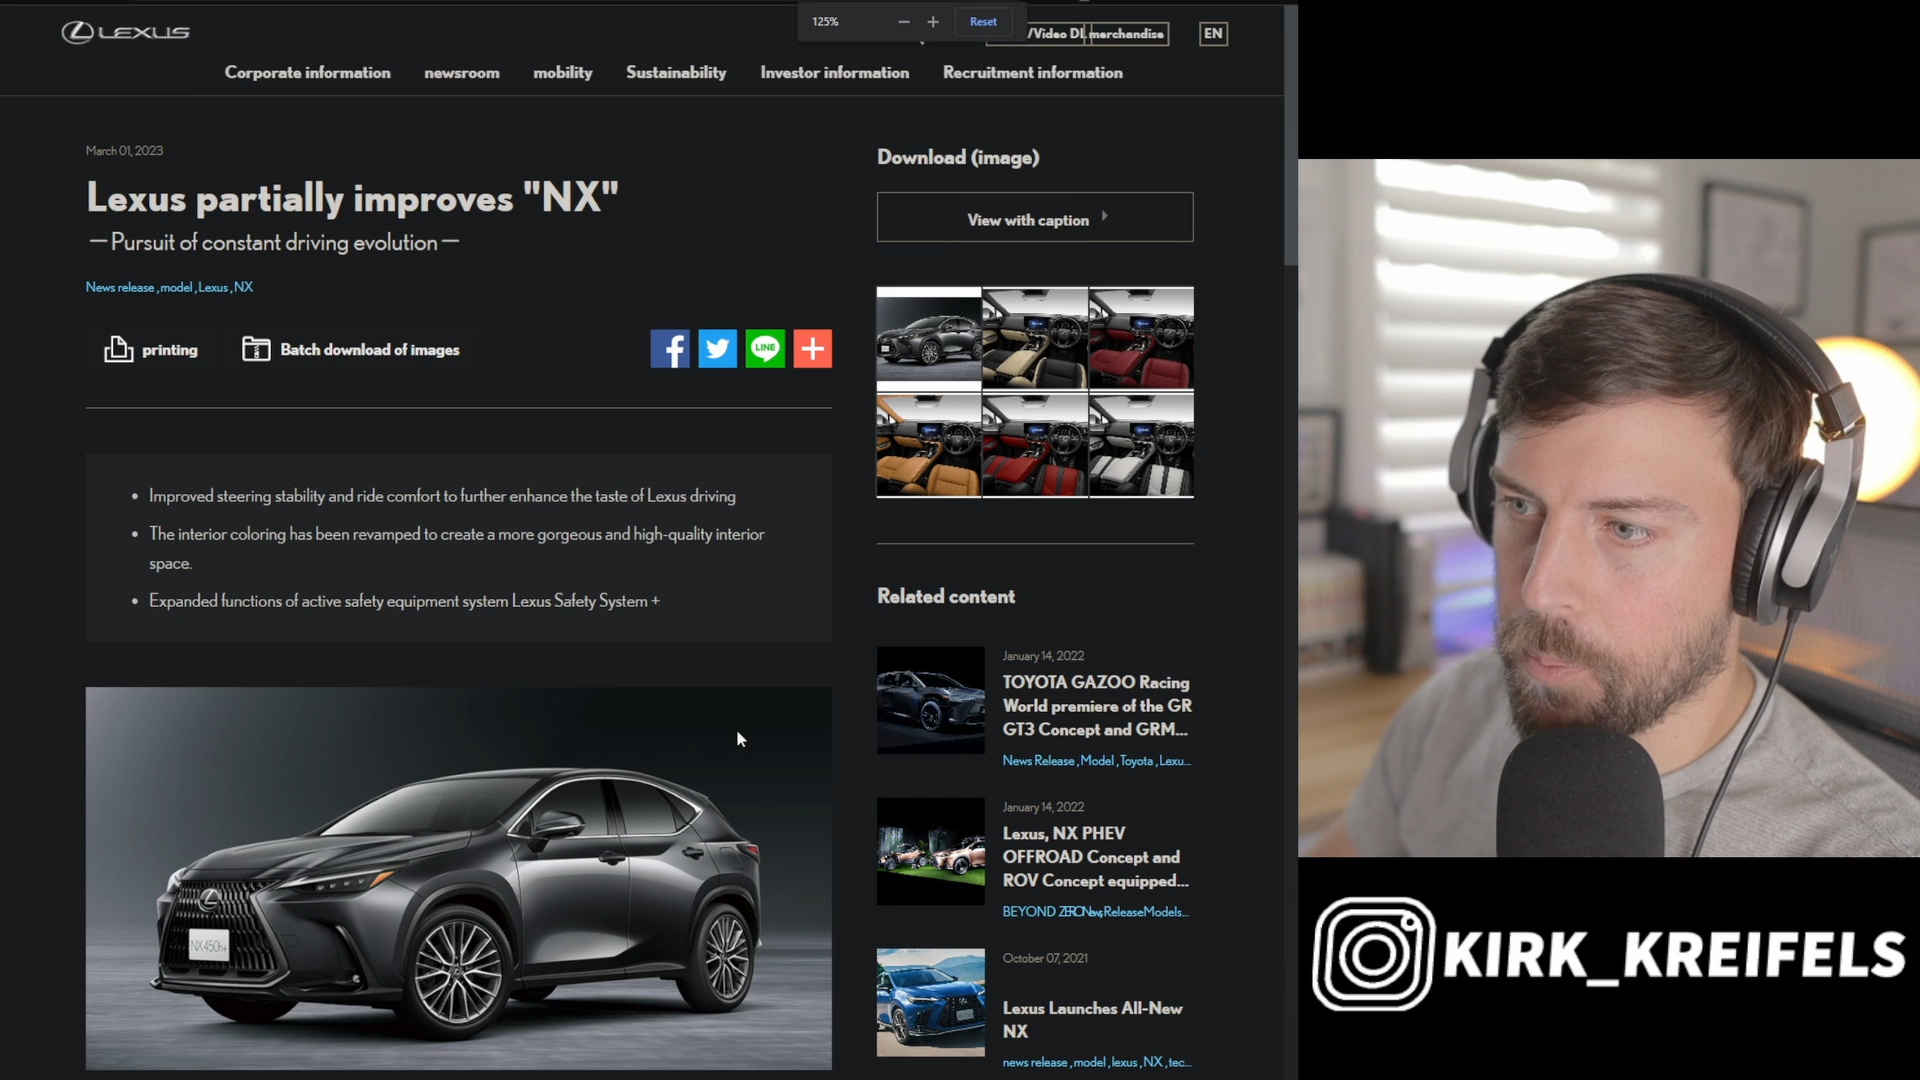 125%
Reset
LEXUS
/Video DL
merchandise
EN
Corporate information
newsroom
mobility
Sustainability
Investor information
Recruitment information
March 01, 2023
Lexus partially improves "NX"
—Pursuit of constant driving evolution—
News release , model , Lexus , NX
printing
Batch download of images
LINE
• Improved steering stability and ride comfort to further enhance the taste of Lexus driving
• The interior coloring has been revamped to create a more gorgeous and high-quality interior
space.
• Expanded functions of active safety equipment system Lexus Safety System +
NX450h+
Download (image)
View with caption
Related content
January 14, 2022
TOYOTA GAZOO Racing
World premiere of the GR
GT3 Concept and GRM...
News Release , Model , Toyota , Lexu...
January 14, 2022
Lexus, NX PHEV
OFFROAD Concept and
ROV Concept equipped...
BEYOND ReleaseModels...
October 07, 2021
Lexus Launches All-New
NX
news release , model , lexus , NX , tec...
KIRK_KREIFELS